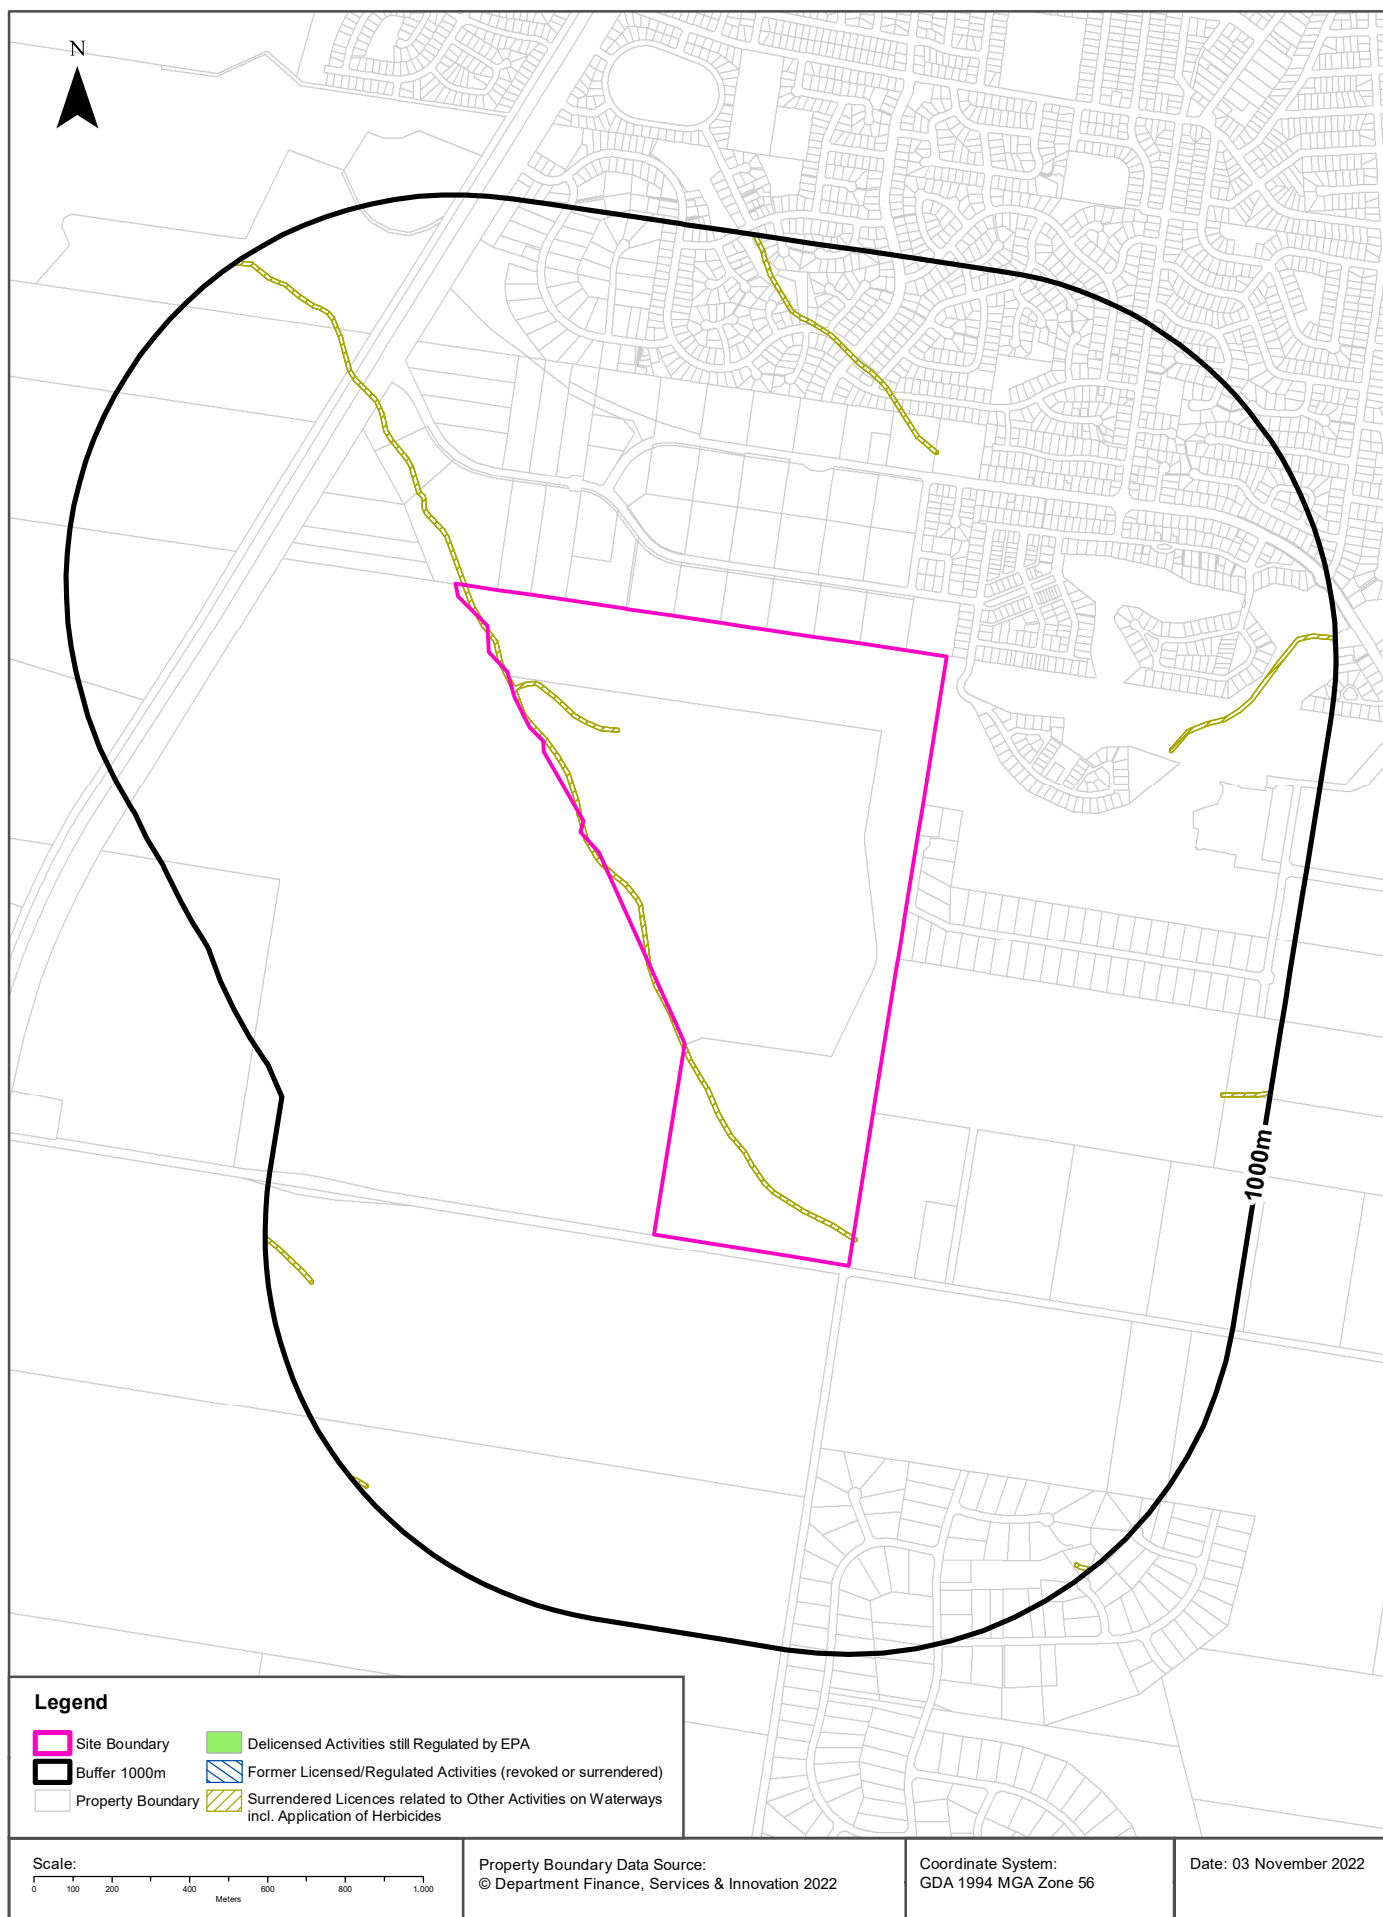 N
1000m
Legend
Site Boundary
Buffer 1000m
Property Boundary
Delicensed Activities still Regulated by EPA
Former Licensed/Regulated Activities (revoked or surrendered)
Surrendered Licences related to Other Activities on Waterways
incl. Application of Herbicides
Scale:
0 100 200 400 600 800 1,000
Meters
Property Boundary Data Source:
© Department Finance, Services & Innovation 2022
Coordinate System:
GDA 1994 MGA Zone 56
Date: 03 November 2022